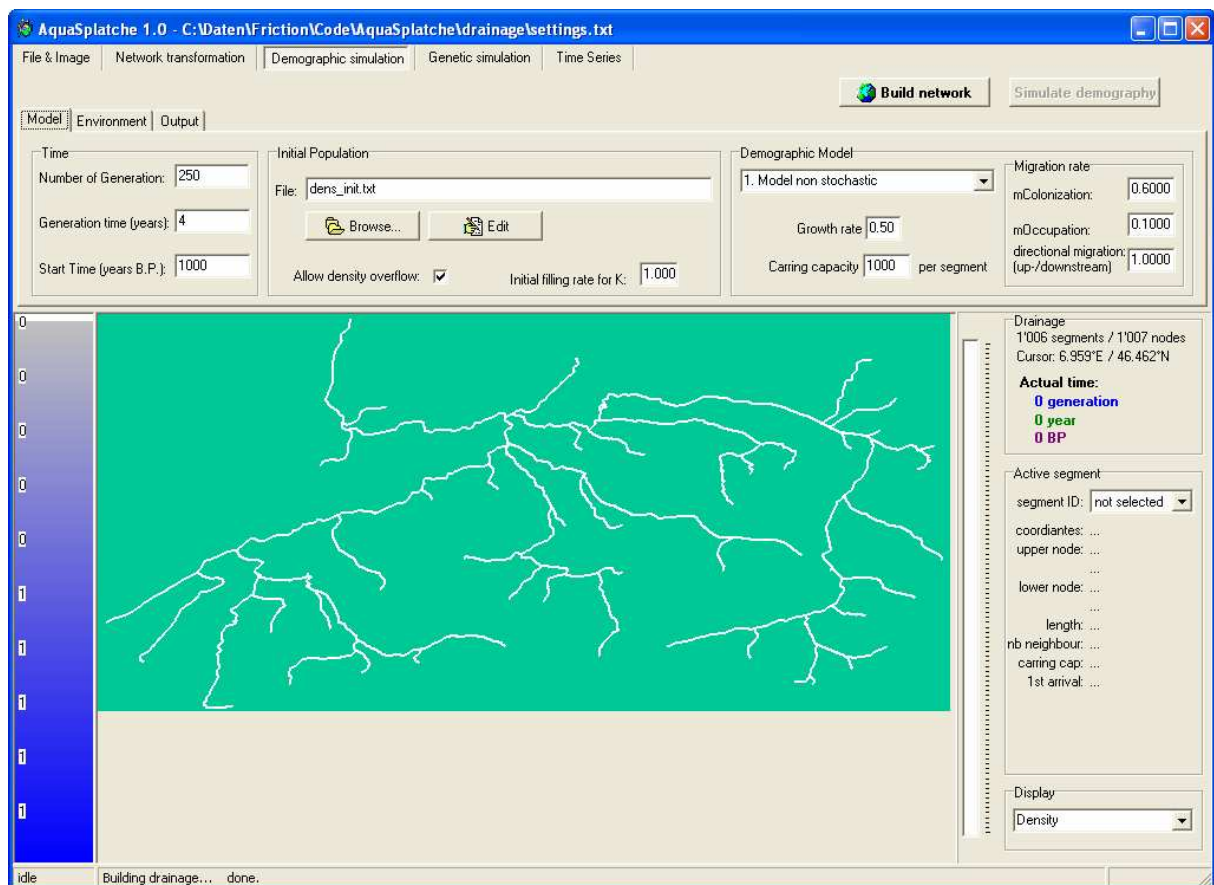 AquaSplatche 1.0 - C:\Daten\Friction\Code\AquaSplatche\drainage\settings.txt
File & Image Network transformation Demographic simulation Genetic simulation Time Series
Build network Simulate demography
Model Environment Output
Time
Number of Generation: 250
Generation time (years): 4
Start Time (years B.P.): 1000
Initial Population
File: dens_init.txt
Browse... Edit
Allow density overflow: Initial filling rate for K: 1.000
Demographic Model
1. Model non stochastic
Growth rate 0.50
Carring capacity 1000 per segment
Migration rate
mColonization: 0.6000
mOccupation: 0.1000
directional migration: 1.0000
(up-/downstream)
0
0
0
0
0
1
1
1
1
1
Drainage
1'006 segments / 1'007 nodes
Cursor: 6.959°E / 46.462°N
Actual time:
0 generation
0 year
0 BP
Active segment
segment ID: not selected
coordiantes: ...
upper node: ...
...
lower node: ...
...
length: ...
nb neighbour: ...
carring cap: ...
1st arrival: ...
Display
Density
idle Building drainage... done.